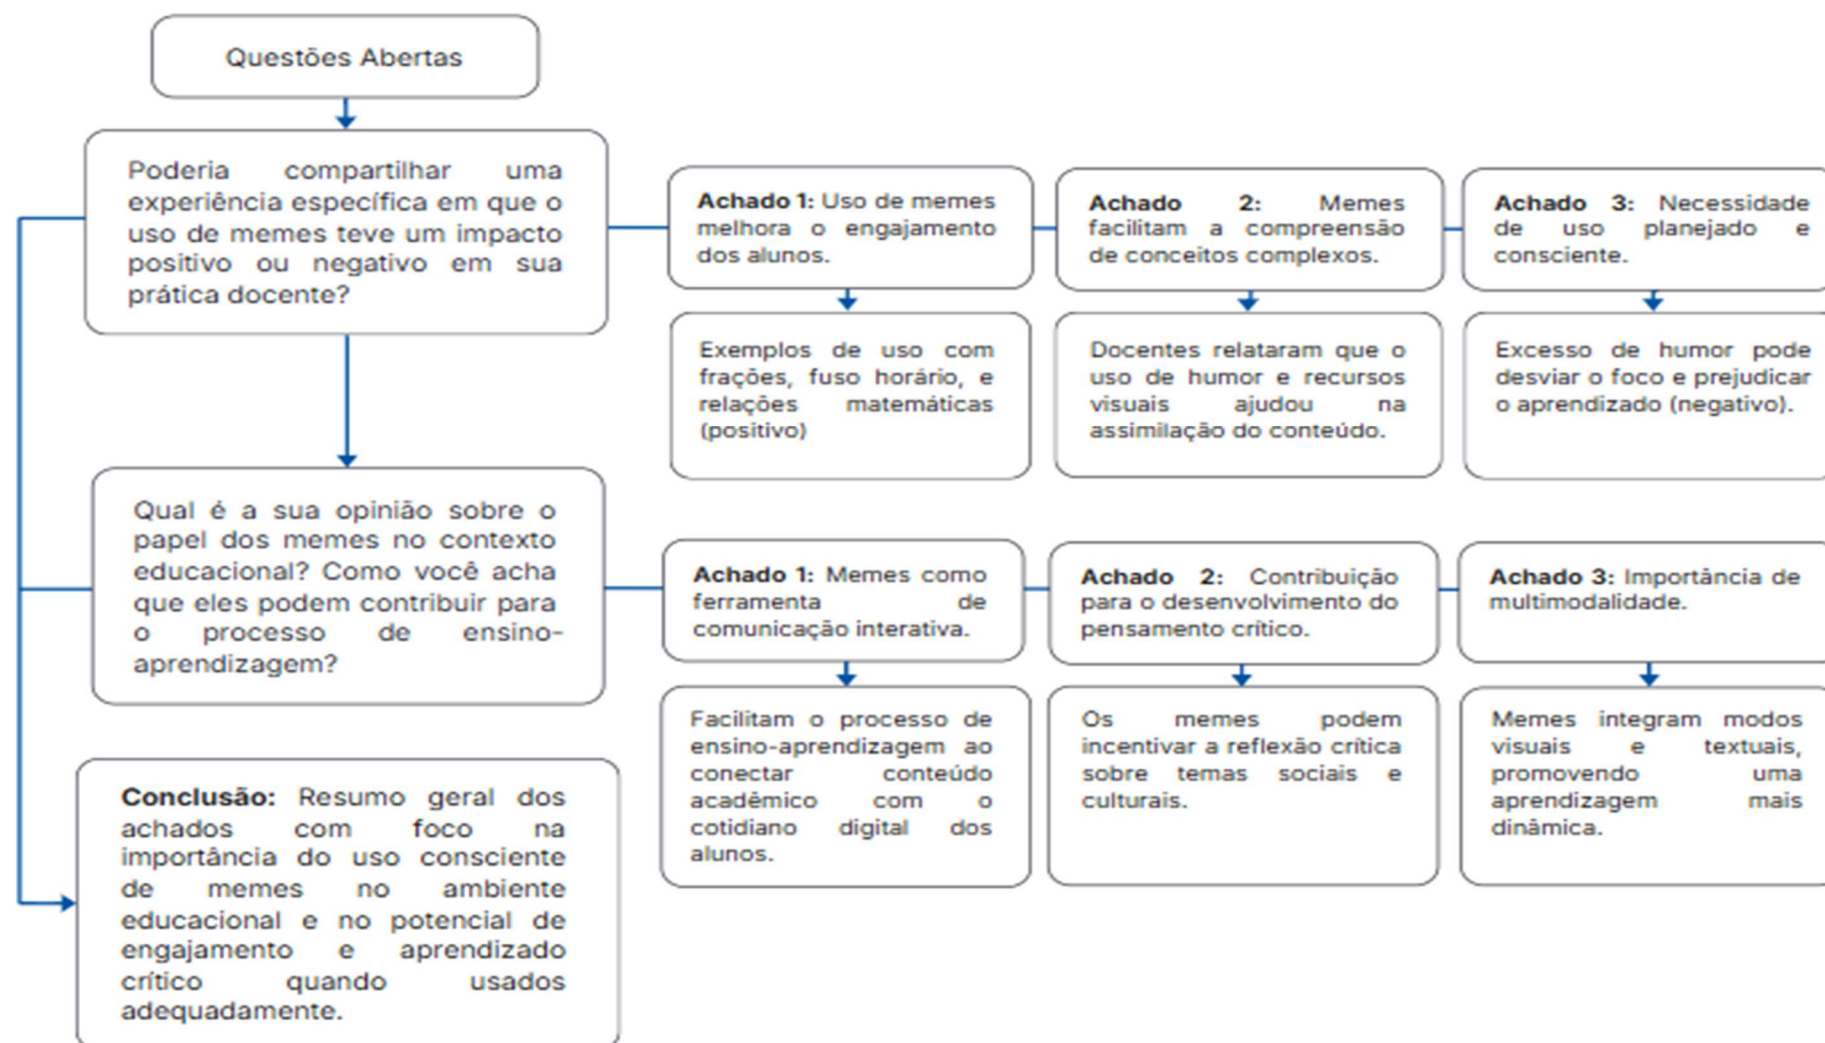 Questões Abertas
Poderia compartilhar uma
experiência específica em que o
uso de memes teve um impacto
positivo ou negativo em sua
prática docente?
Achado 1: Uso de memes
melhora o engajamento
dos alunos.
Achado 2: Memes
facilitam a compreensão
de conceitos complexos.
Achado 3: Necessidade
de uso planejado e
consciente.
Exemplos de uso com
frações, fuso horário, e
relações matemáticas
(positivo)
Docentes relataram que o
uso de humor e recursos
visuais ajudou na
assimilação do conteúdo.
Excesso de humor pode
desviar o foco e prejudicar
o aprendizado (negativo).
Qual é a sua opinião sobre o
papel dos memes no contexto
educacional? Como você acha
que eles podem contribuir para
o processo de ensino-
aprendizagem?
Achado 1: Memes como
ferramenta de
comunicação interativa.
Achado 2: Contribuição
para o desenvolvimento do
pensamento crítico.
Achado 3: Importância de
multimodalidade.
Facilitam o processo de
ensino-aprendizagem ao
conectar conteúdo
acadêmico com o
cotidiano digital dos
alunos.
Os memes podem
incentivar a reflexão crítica
sobre temas sociais e
culturais.
Memes integram modos
visuais e textuais,
promovendo uma
aprendizagem mais
dinâmica.
Conclusão: Resumo geral dos
achados com foco na
importância do uso consciente
de memes no ambiente
educacional e no potencial de
engajamento e aprendizado
crítico quando usados
adequadamente.